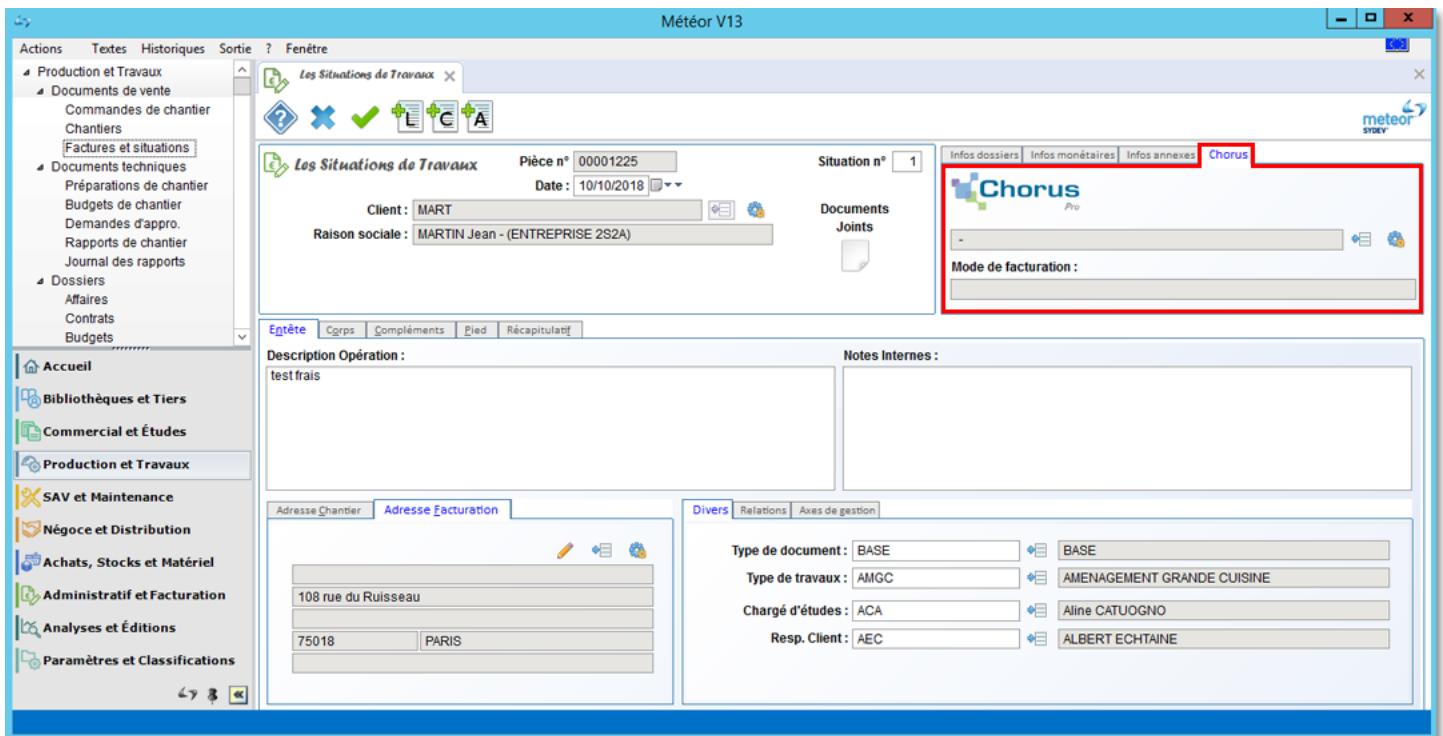 Météor V13
Actions Textes Historiques Sortie ? Fenêtre
Production et Travaux
Documents de vente
Commandes de chantier
Chantiers
Factures et situations
Documents techniques
Préparations de chantier
Budgets de chantier
Demandes d'appro.
Rapports de chantier
Journal des rapports
Dossiers
Affaires
Contrats
Budgets
Accueil
Bibliothèques et Tiers
Commercial et Études
Production et Travaux
SAV et Maintenance
Négoce et Distribution
Achats, Stocks et Matériel
Administratif et Facturation
Analyses et Éditions
Paramètres et Classifications
Les Situations de Travaux
L C A
meteor
SYDEV
Les Situations de Travaux
Pièce n° 00001225
Situation n° 1
Date : 10/10/2018
Client : MART
Raison sociale : MARTIN Jean - (ENTREPRISE 2S2A)
Documents
Joints
Infos dossiers Infos monétaires Infos annexes Chorus
Chorus
Pro
-
Mode de facturation :
Entête Corps Compléments Pied Récapitulatif
Description Opération :
test frais
Notes Internes :
Adresse Chantier Adresse Facturation
108 rue du Ruisseau
75018 PARIS
Divers Relations Axes de gestion
Type de document : BASE BASE
Type de travaux : AMGC AMENAGEMENT GRANDE CUISINE
Chargé d'études : ACA Aline CATUOGNO
Resp. Client : AEC ALBERT ECHTAINE